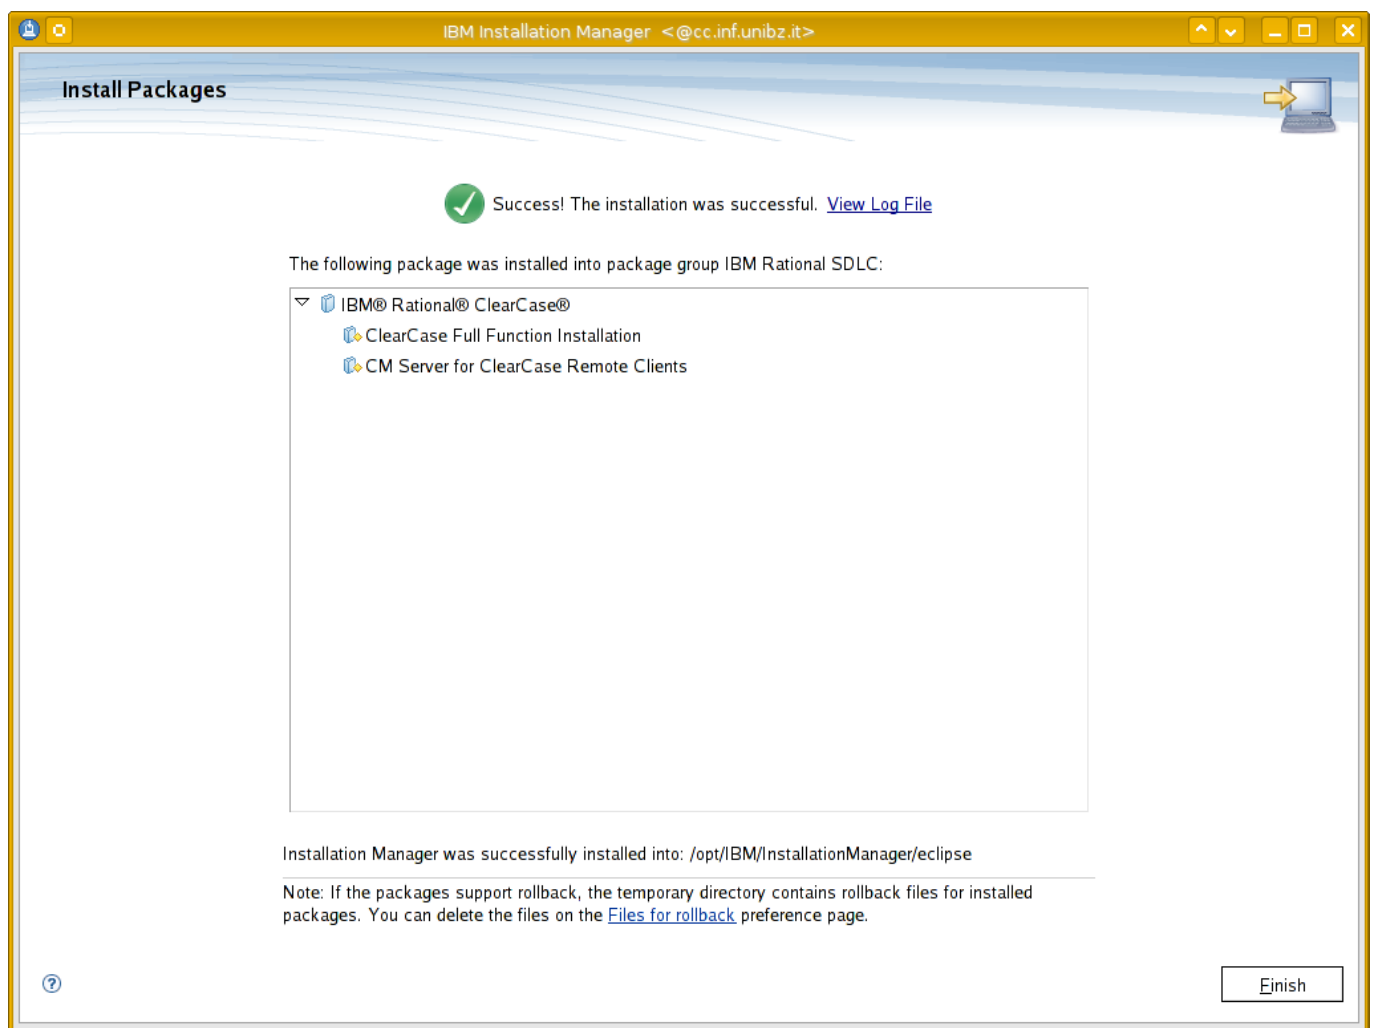 IBM Installation Manager <@cc.inf.unibz.it>
Install Packages
Success! The installation was successful. View Log File
The following package was installed into package group IBM Rational SDLC:
IBM® Rational® ClearCase®
ClearCase Full Function Installation
CM Server for ClearCase Remote Clients
Installation Manager was successfully installed into: /opt/IBM/InstallationManager/eclipse
Note: If the packages support rollback, the temporary directory contains rollback files for installed
packages. You can delete the files on the Files for rollback preference page.
?
Finish